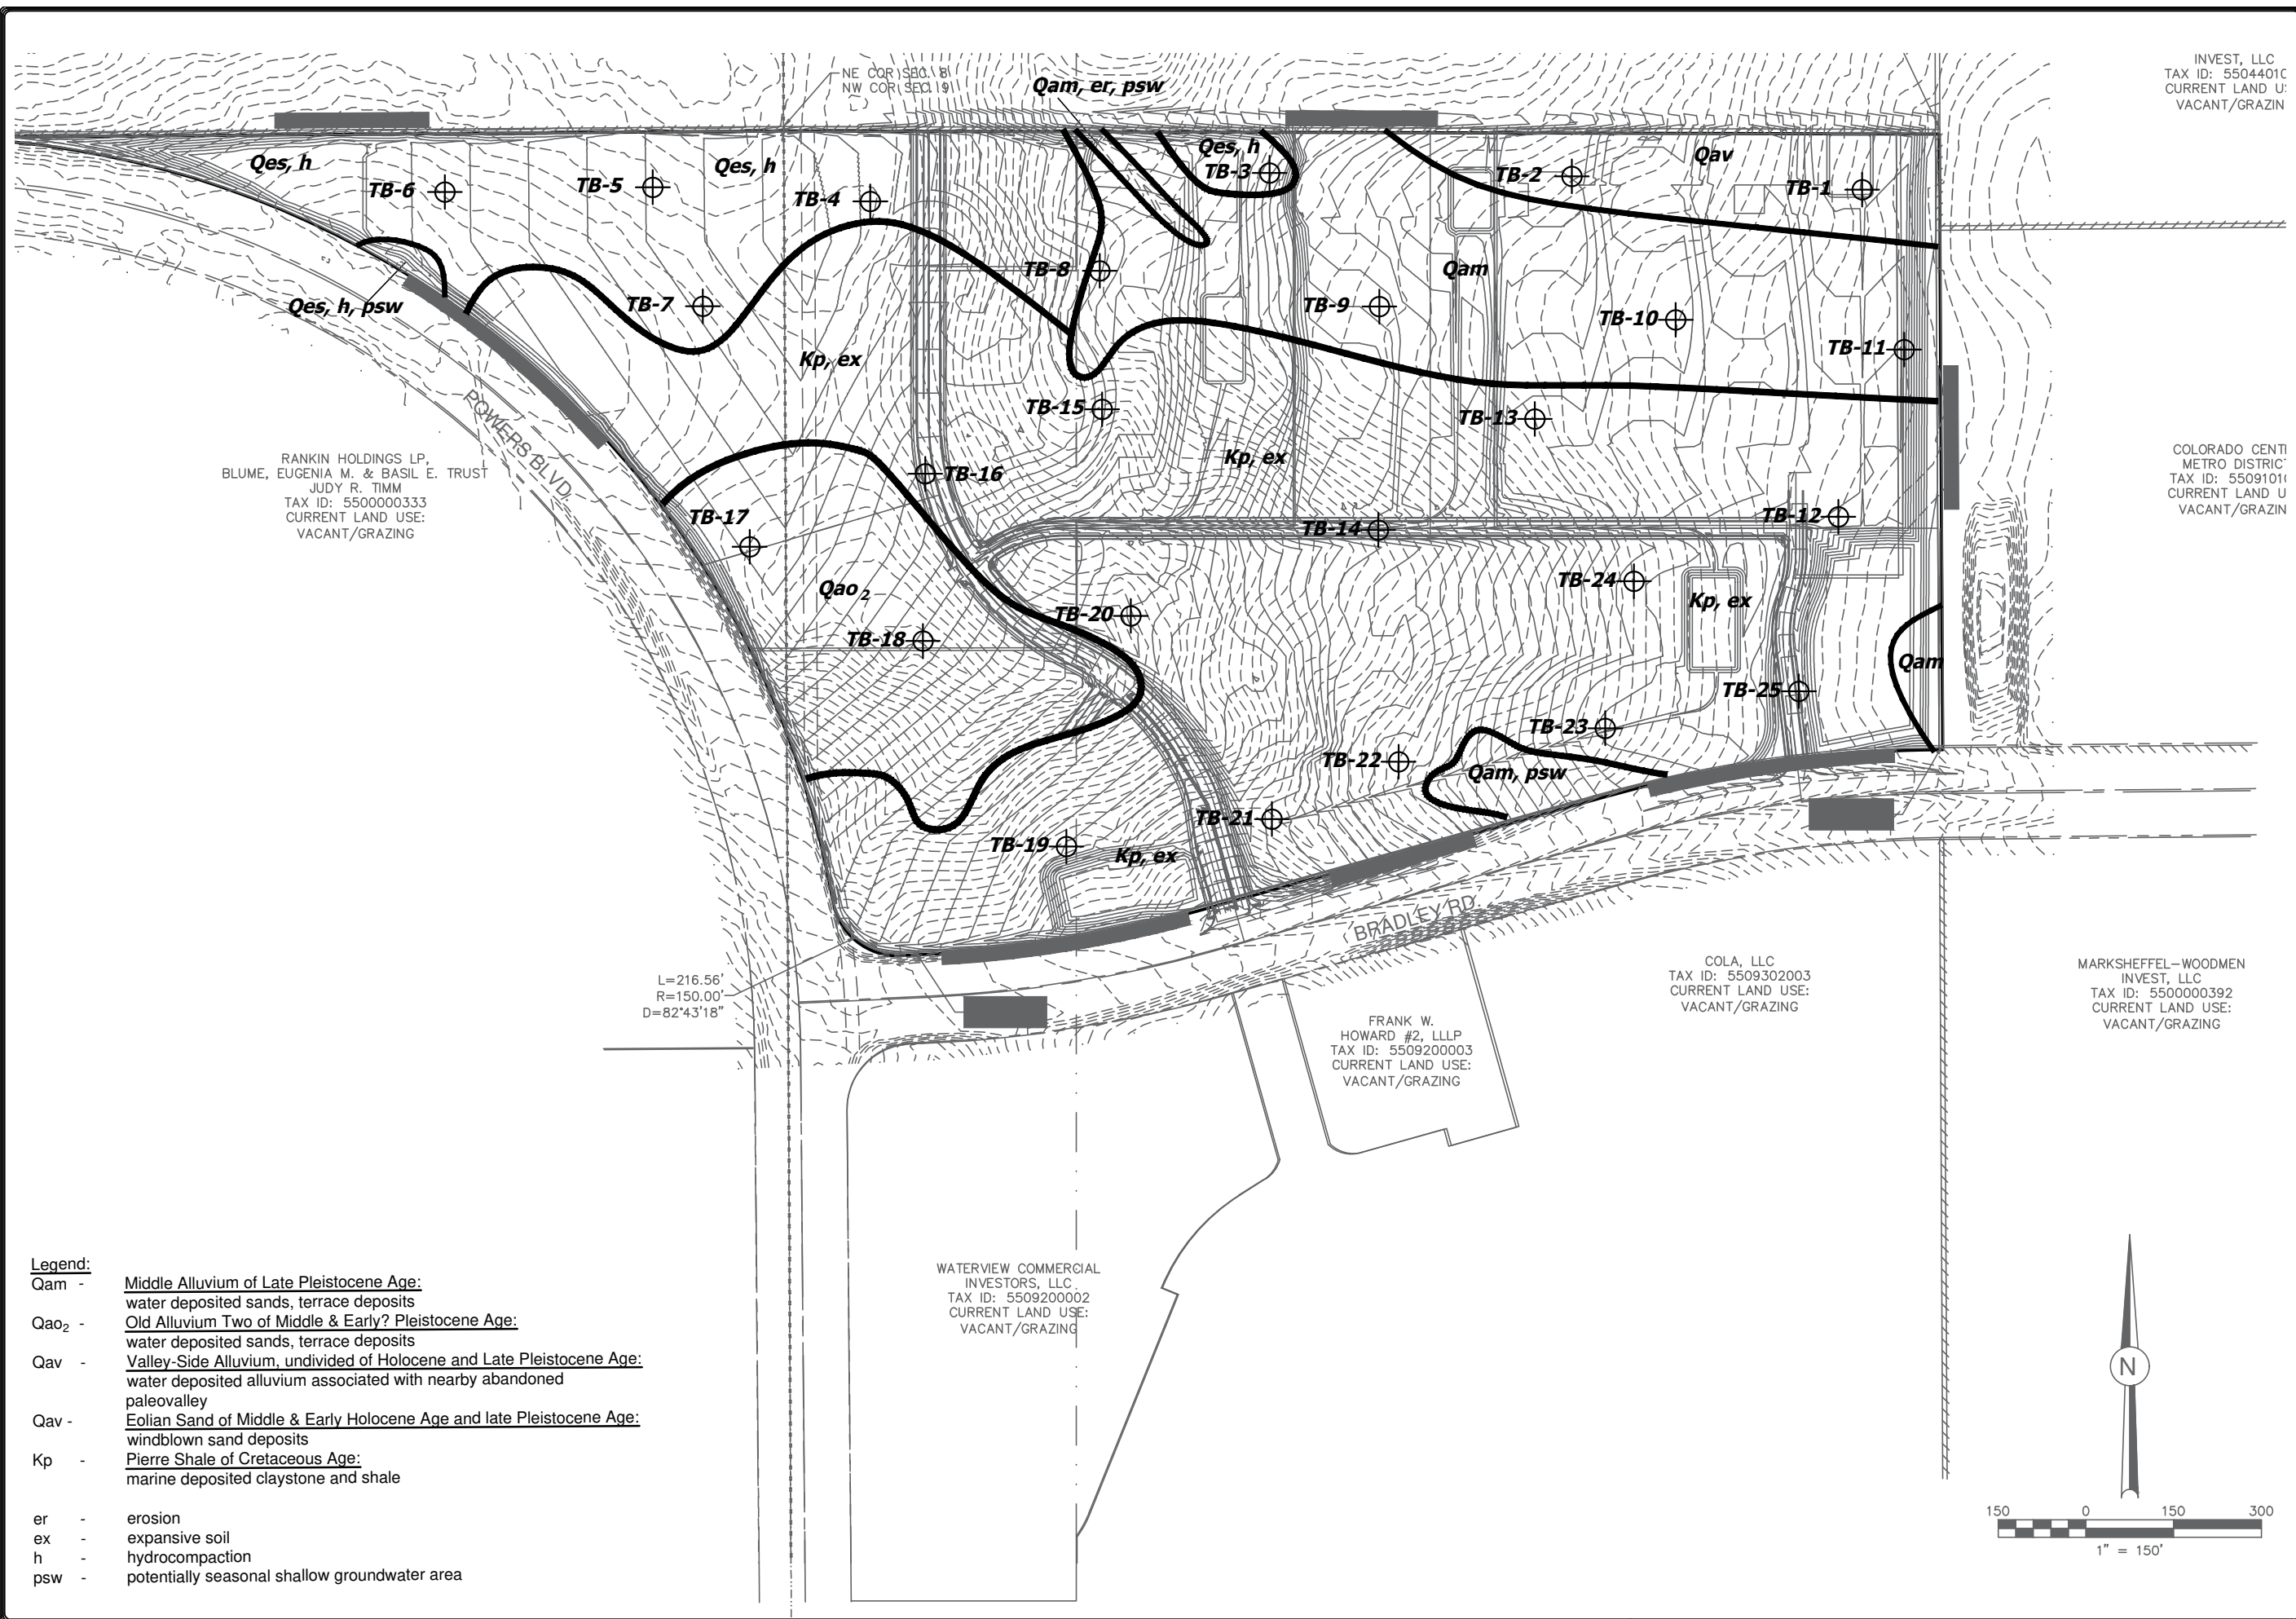 NE COR SEC. 8
NW COR SEC. 9
Qam, er, psw
INVEST, LLC
TAX ID: 55044010
CURRENT LAND US
VACANT/GRAZIN
Qes, h
Qes, h
Qes, h
Qav
TB-6
TB-5
TB-4
TB-3
TB-2
TB-1
Qes, h, psw
TB-7
TB-8
TB-9
Qam
TB-10
TB-11
Kp, ex
TB-15
TB-13
POWERS BLVD.
RANKIN HOLDINGS LP,
BLUME, EUGENIA M. & BASIL E. TRUST
JUDY R. TIMM
TAX ID: 5500000333
CURRENT LAND USE:
VACANT/GRAZING
TB-16
Kp, ex
COLORADO CENT
METRO DISTRIC
TAX ID: 5509101
CURRENT LAND U
VACANT/GRAZIN
TB-17
TB-14
TB-12
Qao2
TB-24
Kp, ex
TB-20
TB-18
Qam
TB-25
TB-23
TB-22
Qam, psw
TB-21
TB-19
Kp, ex
BRADLEY RD
L=216.56'
R=150.00'
D=82°43'18"
COLA, LLC
TAX ID: 5509302003
CURRENT LAND USE:
VACANT/GRAZING
MARKSHEFFEL-WOODMEN
INVEST, LLC
TAX ID: 5500000392
CURRENT LAND USE:
VACANT/GRAZING
FRANK W.
HOWARD #2, LLLP
TAX ID: 5509200003
CURRENT LAND USE:
VACANT/GRAZING
WATERVIEW COMMERCIAL
INVESTORS, LLC
TAX ID: 5509200002
CURRENT LAND USE:
VACANT/GRAZING
Legend:
Qam - Middle Alluvium of Late Pleistocene Age:
water deposited sands, terrace deposits
Qao2 - Old Alluvium Two of Middle & Early? Pleistocene Age:
water deposited sands, terrace deposits
Qav - Valley-Side Alluvium, undivided of Holocene and Late Pleistocene Age:
water deposited alluvium associated with nearby abandoned
paleovalley
Qav - Eolian Sand of Middle & Early Holocene Age and late Pleistocene Age:
windblown sand deposits
Kp - Pierre Shale of Cretaceous Age:
marine deposited claystone and shale
er - erosion
ex - expansive soil
h - hydrocompaction
psw - potentially seasonal shallow groundwater area
N
150 0 150 300
1" = 150'